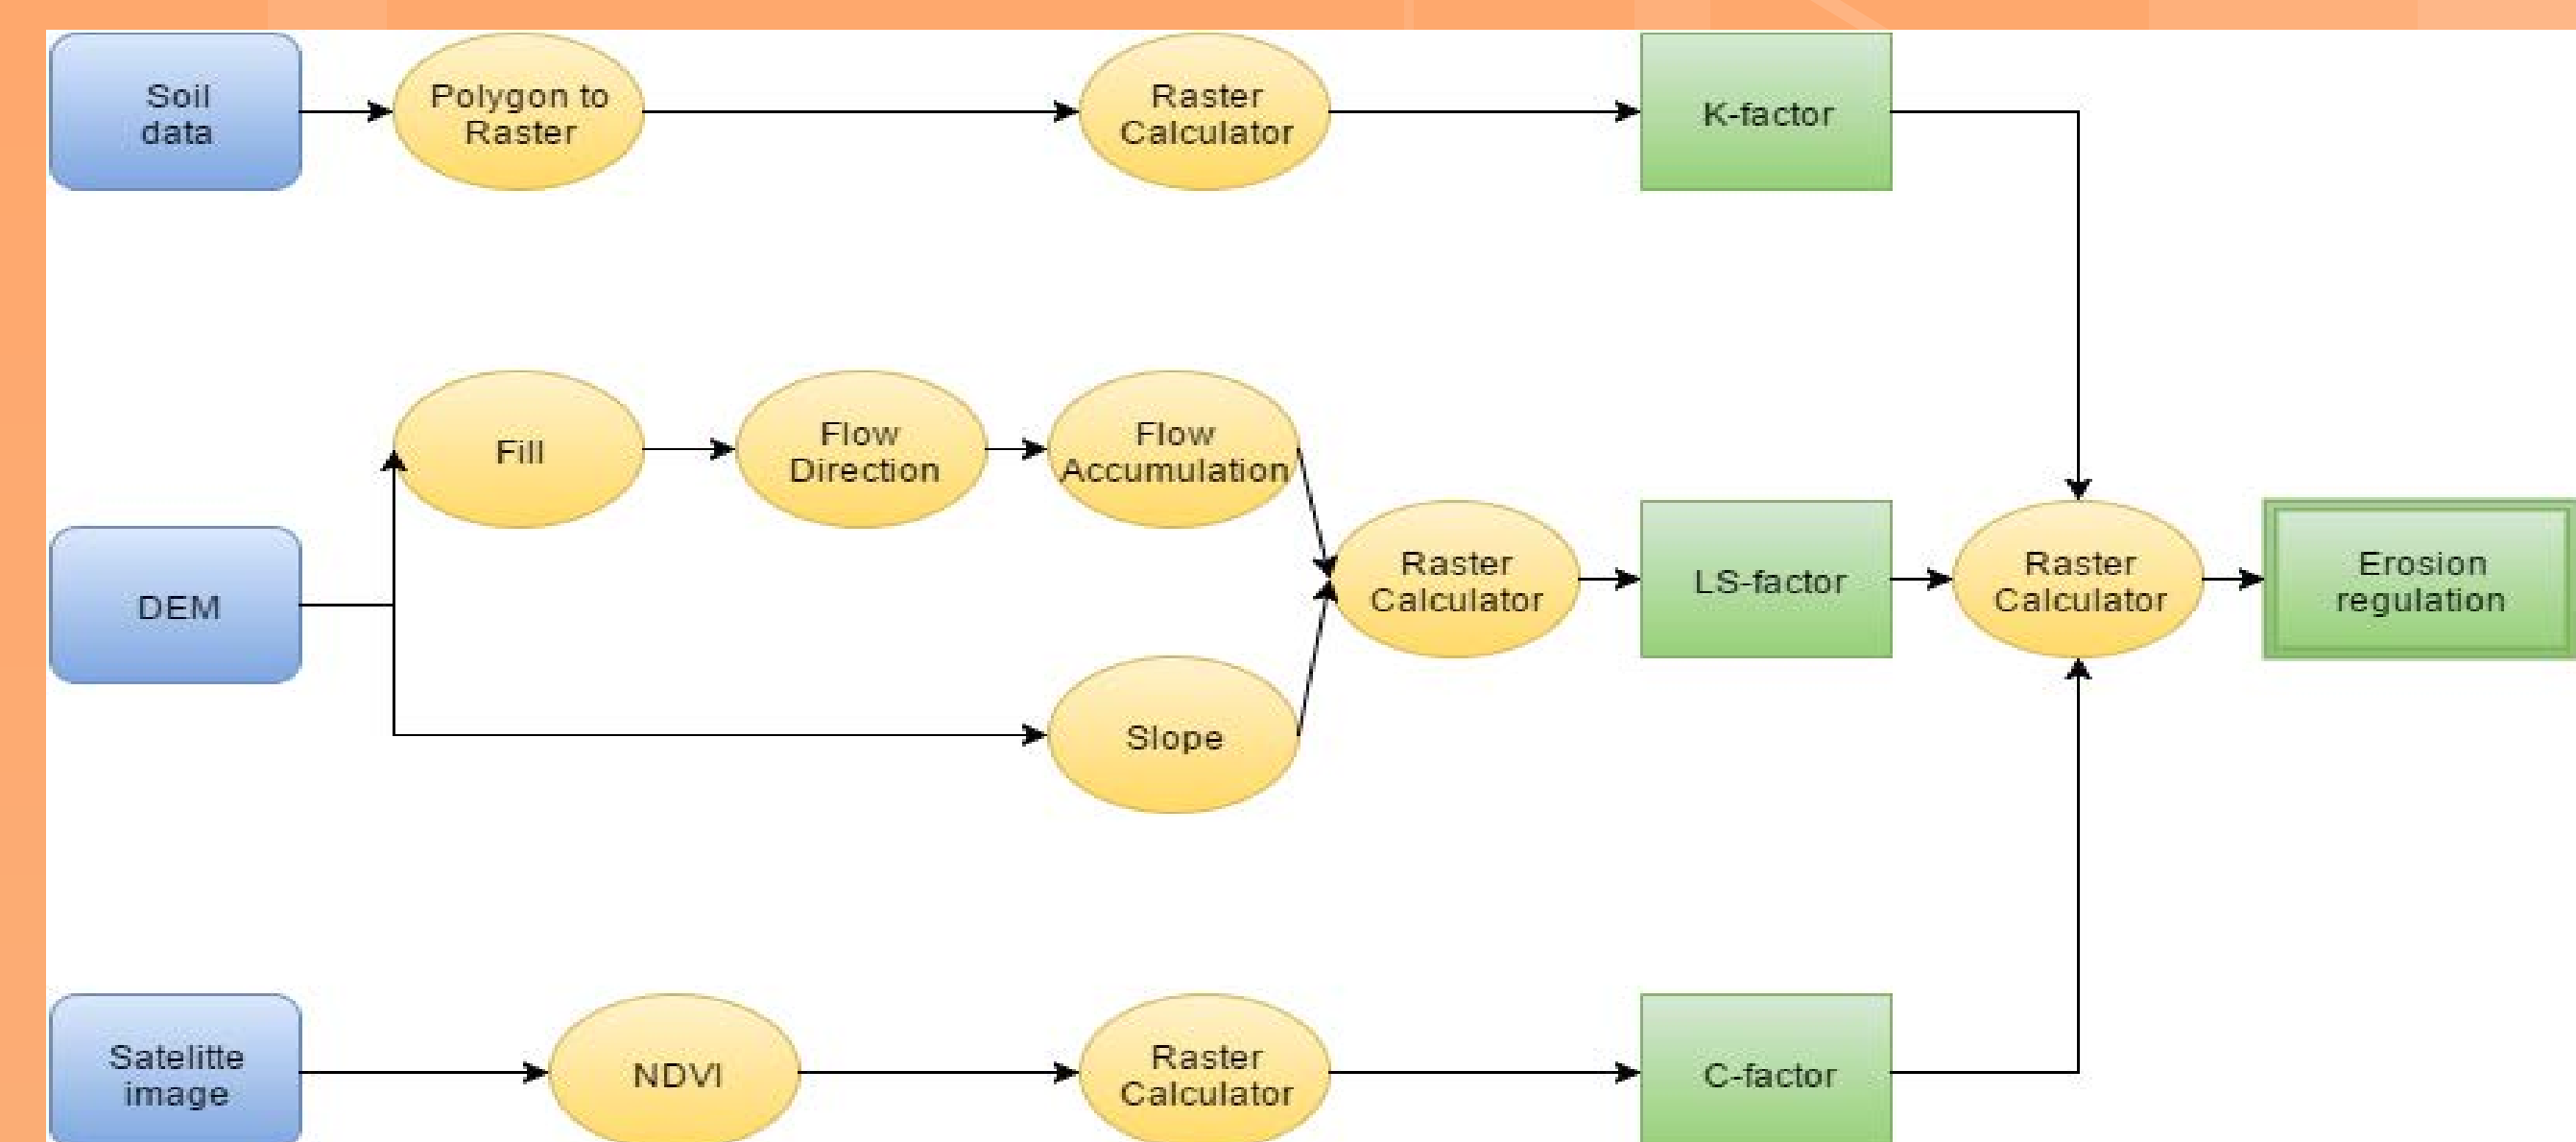 Soil
data
Polygon to
Raster
Raster
Calculator
K-factor
Fill
Flow
Direction
Flow
Accumulation
DEM
Slope
Raster
Calculator
LS-factor
Raster
Calculator
Erosion
regulation
Satelitte
image
NDVI
Raster
Calculator
C-factor